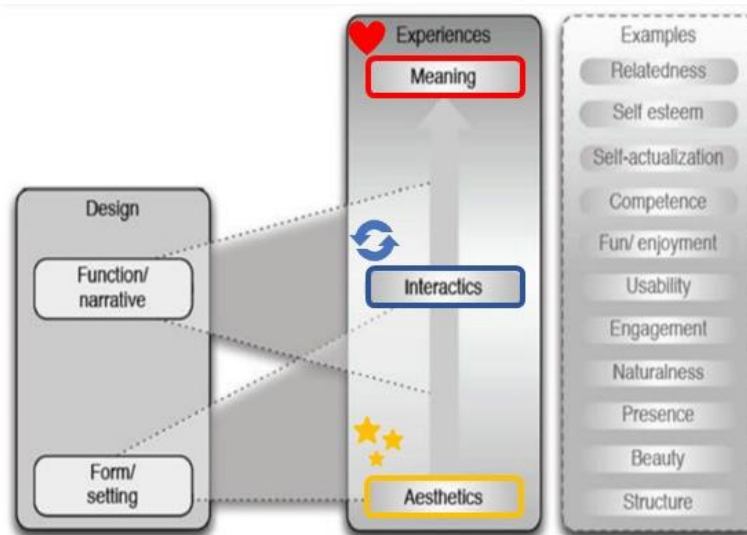 Design
Function/
narrative
Form/
setting
Experiences
Meaning
Interactics
Aesthetics
Examples
Relatedness
Self esteem
Self-actualization
Competence
Fun/ enjoyment
Usability
Engagement
Naturalness
Presence
Beauty
Structure